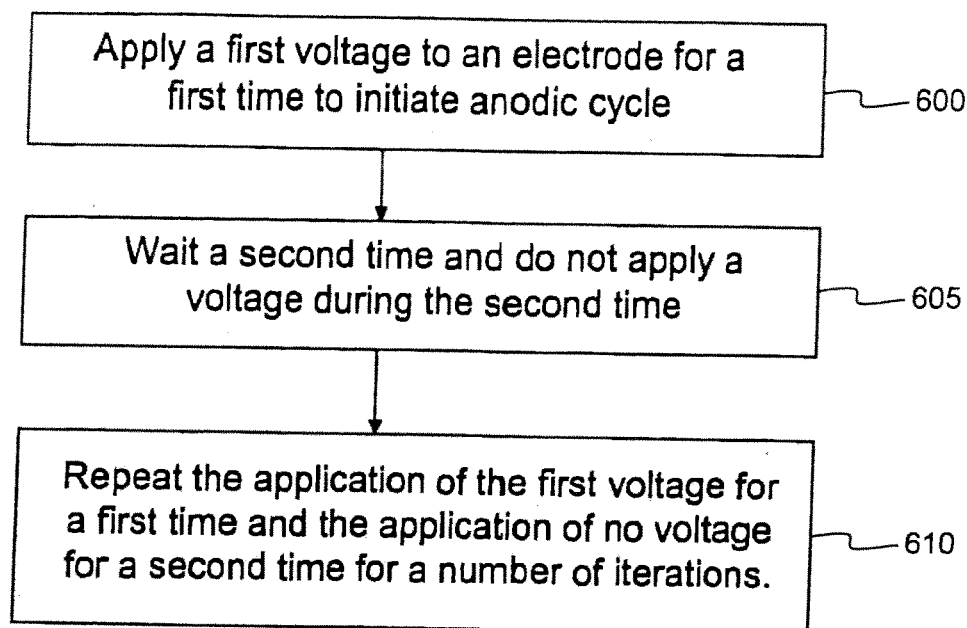 Apply a first voltage to an electrode for a
first time to initiate anodic cycle
600
Wait a second time and do not apply a
voltage during the second time
605
Repeat the application of the first voltage for
a first time and the application of no voltage
for a second time for a number of iterations.
610